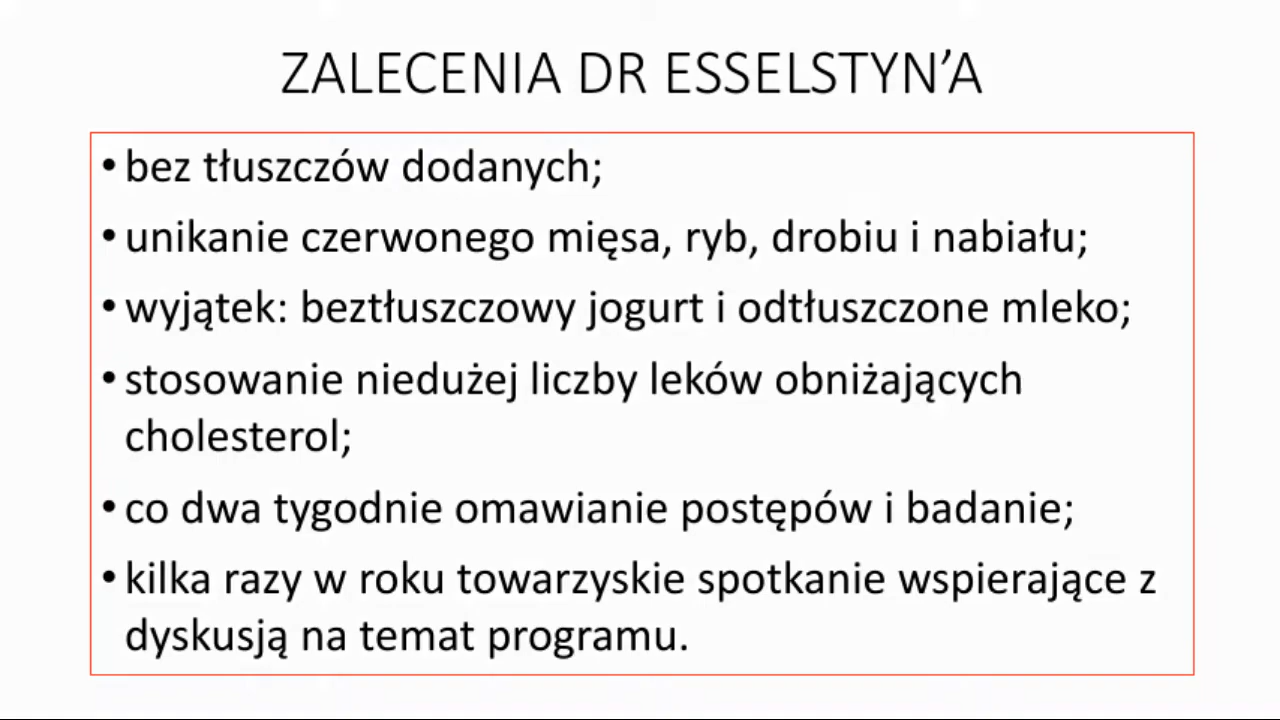 ZALECENIA DR ESSELSTYN’A
• bez tłuszczów dodanych;
• unikanie czerwonego mięsa, ryb, drobiu i nabiału;
• wyjątek: beztłuszczowy jogurt i odtłuszczone mleko;
• stosowanie niedużej liczby leków obniżających
cholesterol;
• co dwa tygodnie omawianie postępów i badanie;
• kilka razy w roku towarzyskie spotkanie wspierające z
dyskusją na temat programu.